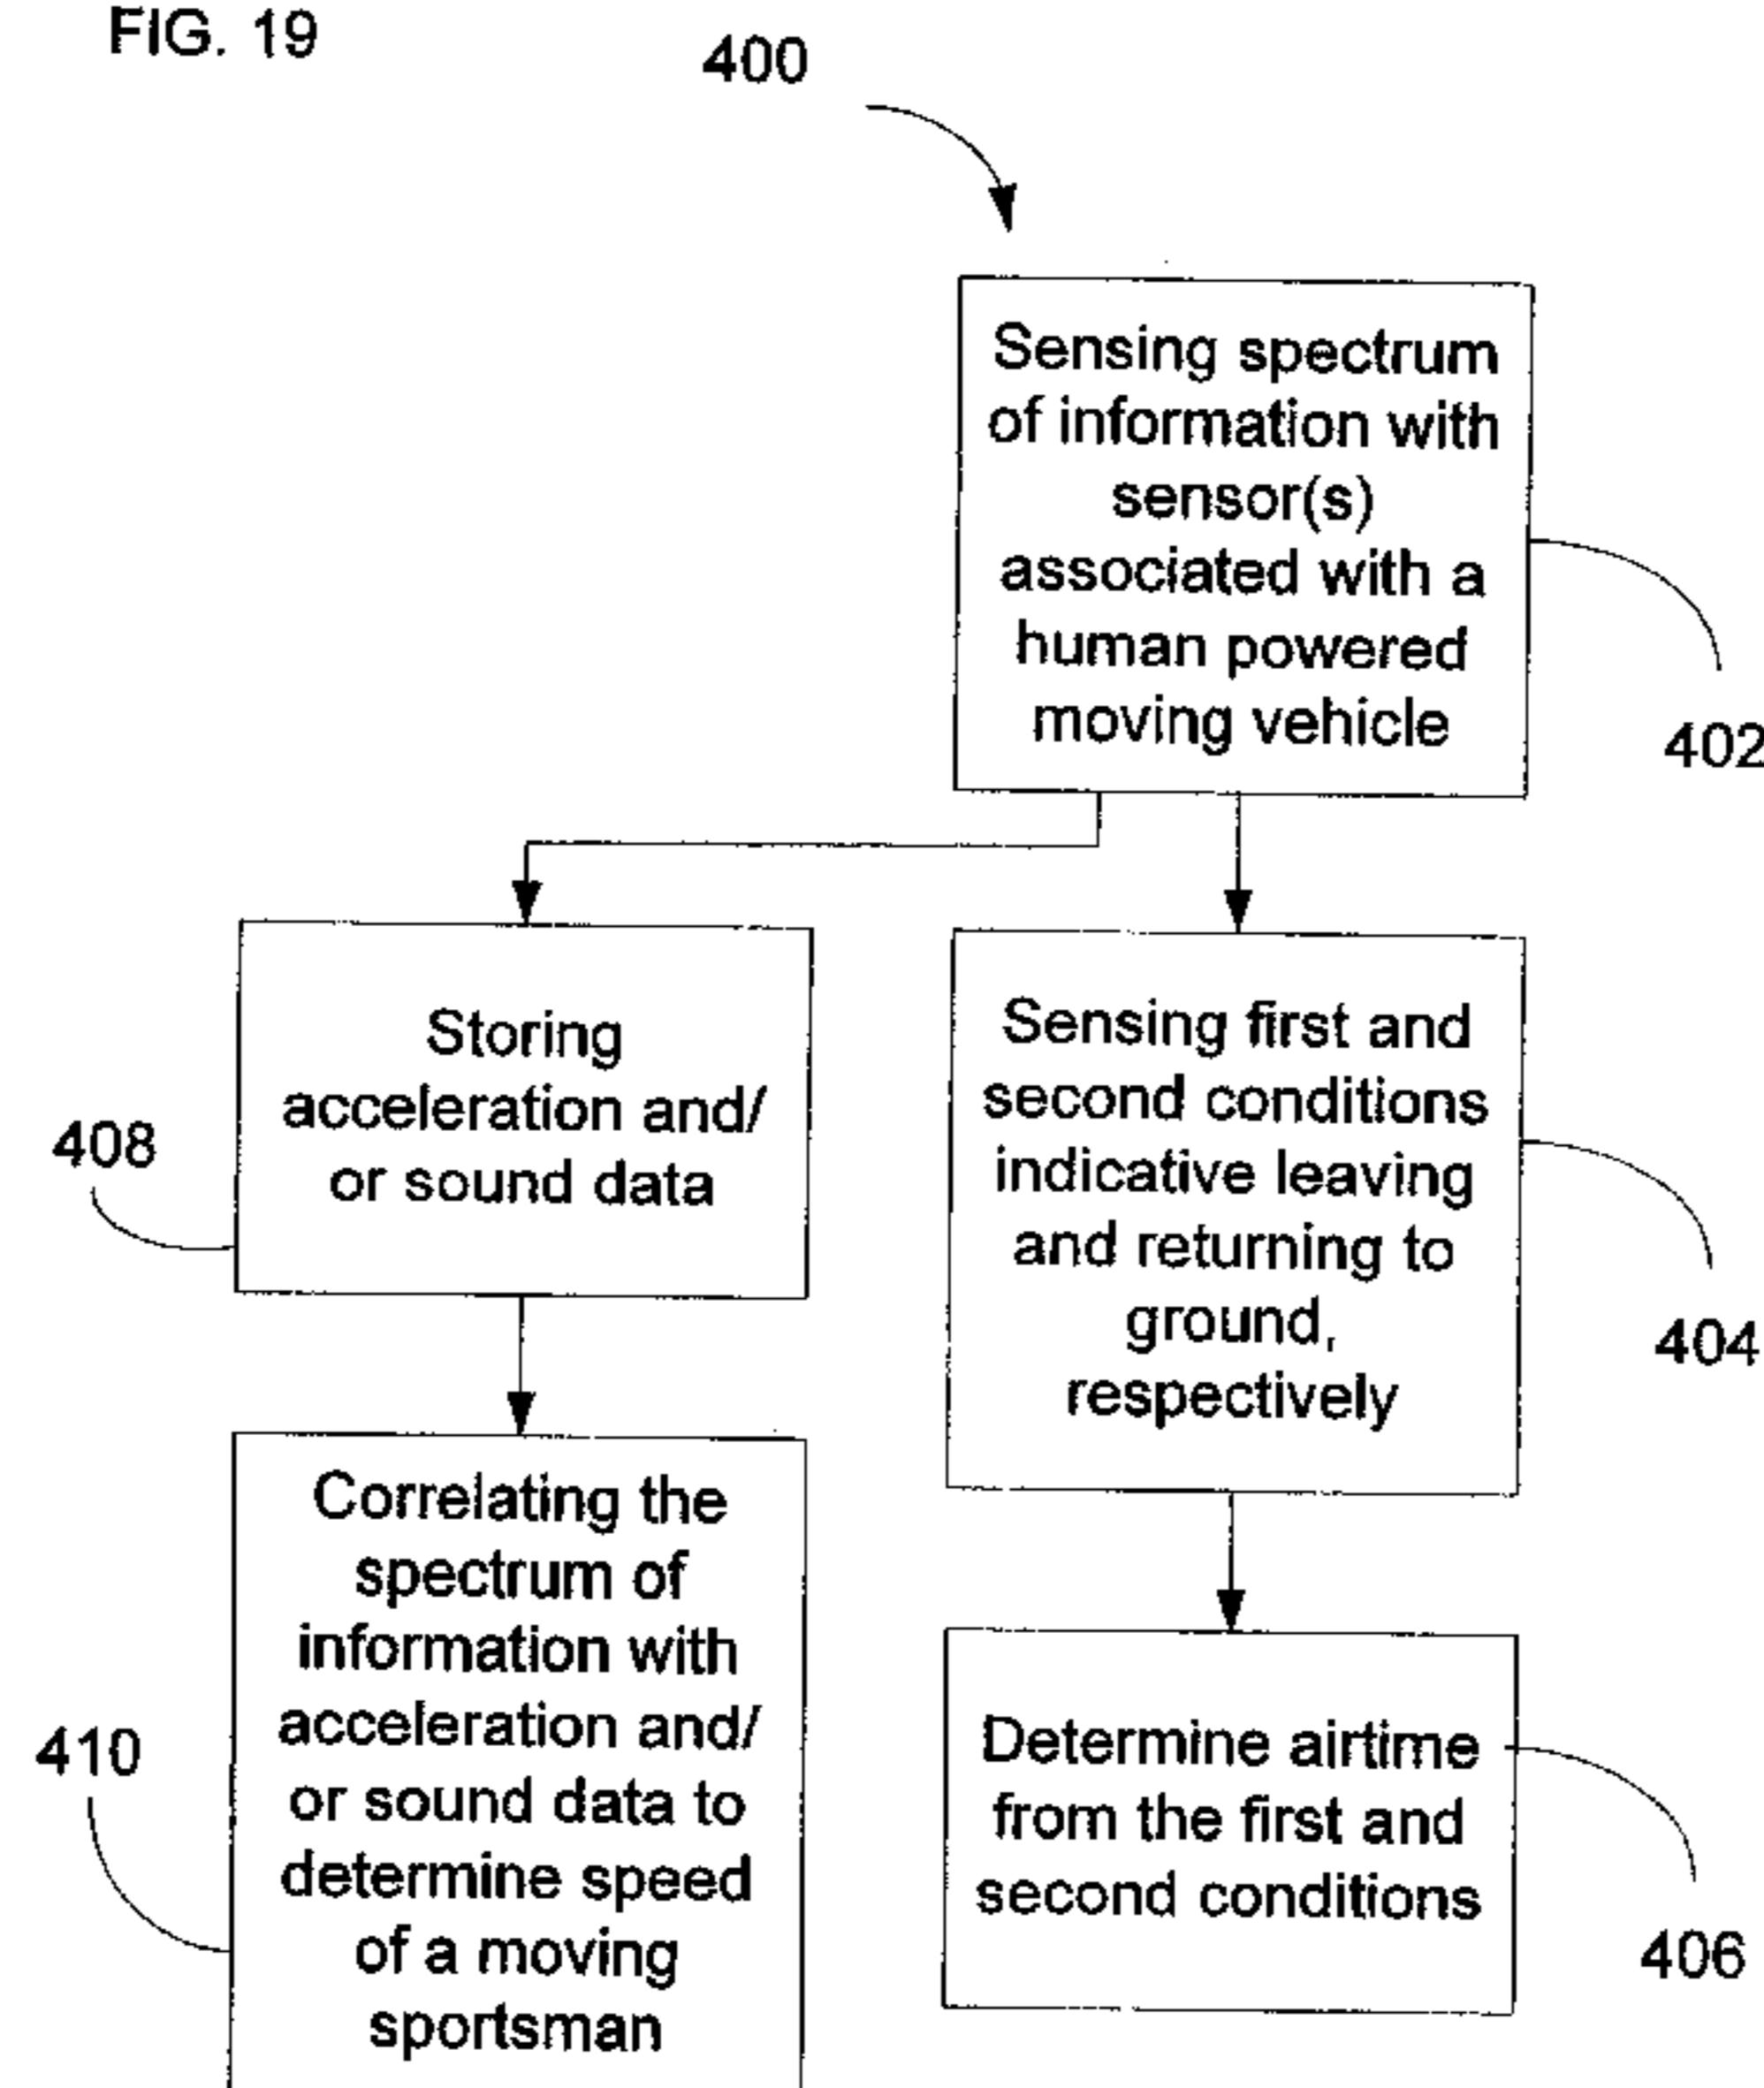 FIG. 19
400
Sensing spectrum
of information with
sensor(s)
associated with a
human powered
moving vehicle
402
Storing
acceleration and/
or sound data
408
Sensing first and
second conditions
indicative leaving
and returning to
ground,
respectively
404
Correlating the
spectrum of
information with
acceleration and/
or sound data to
determine speed
of a moving
sportsman
410
Determine airtime
from the first and
second conditions
406